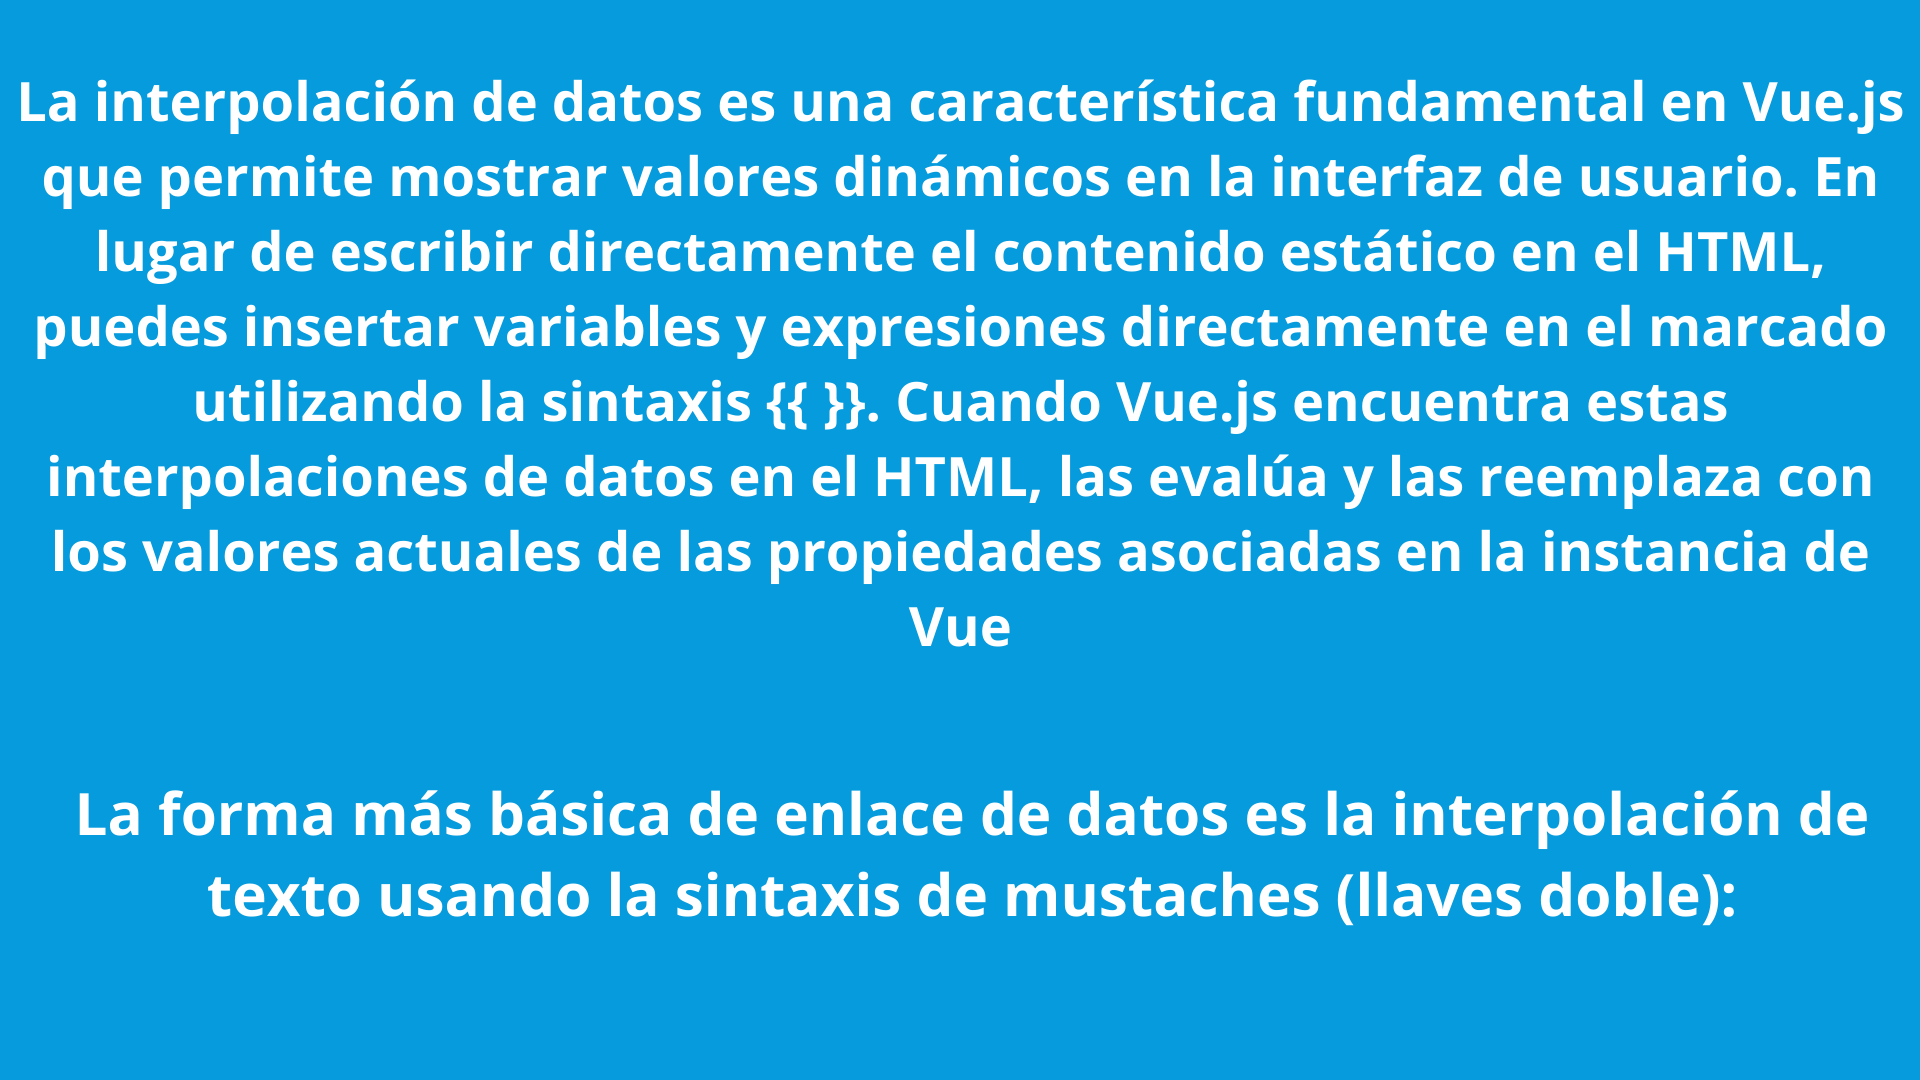 La interpolación de datos es una característica fundamental en Vue.js
que permite mostrar valores dinámicos en la interfaz de usuario. En
lugar de escribir directamente el contenido estático en el HTML,
puedes insertar variables y expresiones directamente en el marcado
utilizando la sintaxis {{ }}. Cuando Vue.js encuentra estas
interpolaciones de datos en el HTML, las evalúa y las reemplaza con
los valores actuales de las propiedades asociadas en la instancia de
Vue
La forma más básica de enlace de datos es la interpolación de
texto usando la sintaxis de mustaches (llaves doble):